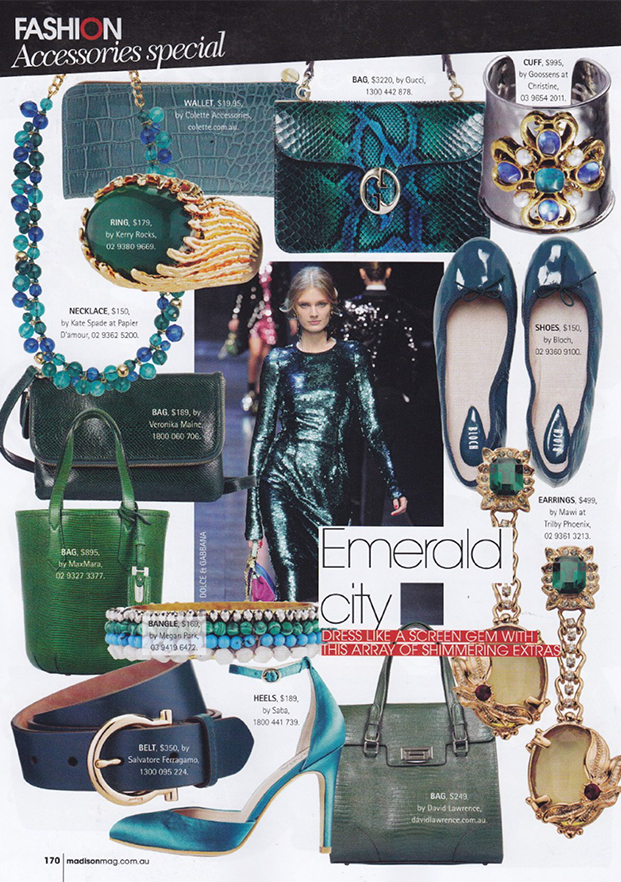 FASHION
Accessories special
WALLET, $19.95,
by Colette Accessories,
colette.com.au.
BAG, $3220, by Gucci,
1300 442 878.
CUFF, $995,
by Goossens at
Christine,
03 9654 2011.
RING, $179,
by Kerry Rocks,
02 9380 9669.
NECKLACE, $150,
by Kate Spade at Papier
D'amour, 02 9362 5200.
SHOES, $150,
by Bloch,
02 9360 9100.
BLOCH
BLOCH
BAG, $189, by
Veronika Maine,
1800 060 706.
EARRINGS, $499,
by Mawi at
Trilby Phoenix,
02 9361 3213.
BAG, $895,
by MaxMara,
02 9327 3377.
DOLCE & GABBANA
Emerald
city
DRESS LIKE A SCREEN GEM WITH
THIS ARRAY OF SHIMMERING EXTRAS
BANGLE, $169,
by Megan Park,
03 9419 6472.
HEELS, $189,
by Saba,
1800 441 739.
BELT, $350, by
Salvatore Ferragamo,
1300 095 224.
BAG, $249,
by David Lawrence,
davidlawrence.com.au.
170 madisonmag.com.au